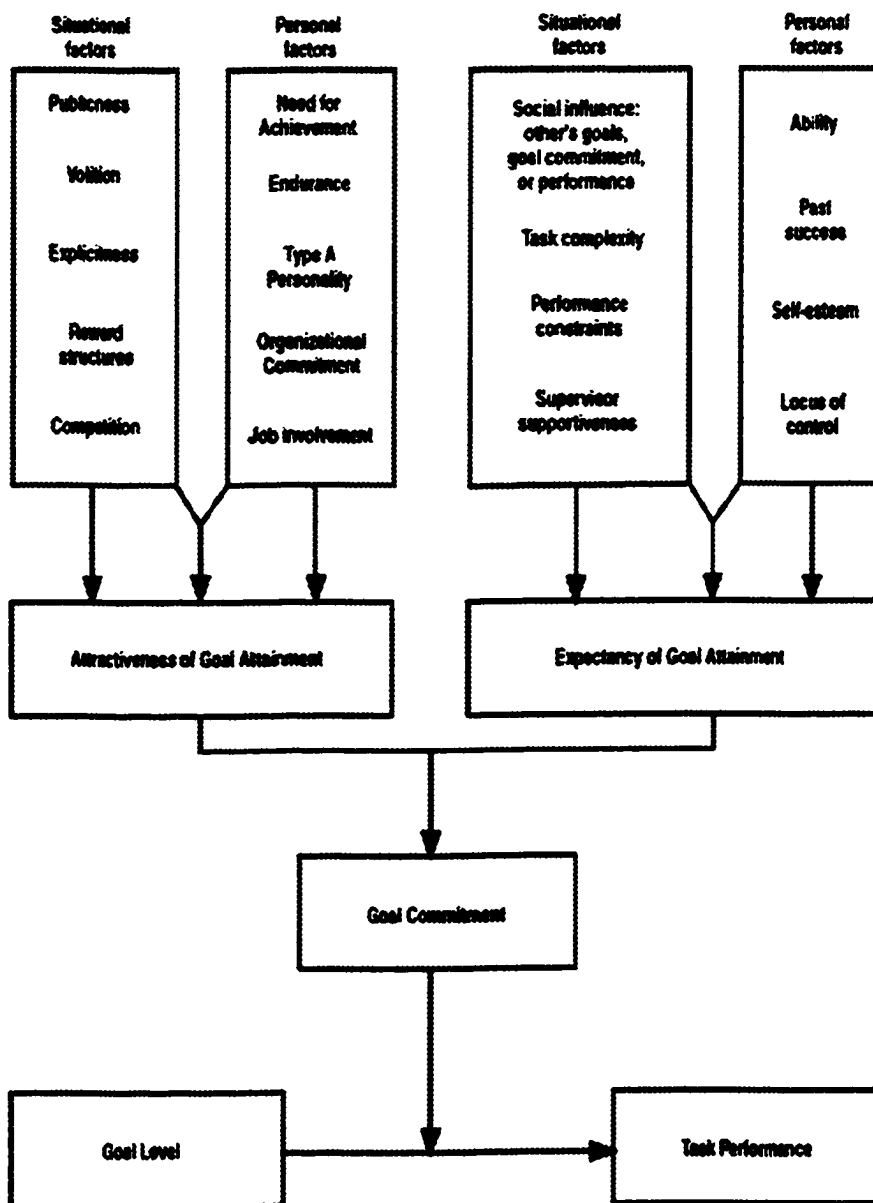 Situational
factors
Publicness
Volition
Explicitness
Reward
structures
Competition
Personal
factors
Need for
Achievement
Endurance
Type A
Personality
Organizational
Commitment
Job involvement
Situational
factors
Social influence:
other's goals,
goal commitment,
or performance
Task complexity
Performance
constraints
Supervisor
supportiveness
Personal
factors
Ability
Past
success
Self-esteem
Locus of
control
Attractiveness of Goal Attainment
Expectancy of Goal Attainment
Goal Commitment
Goal Level
Task Performance